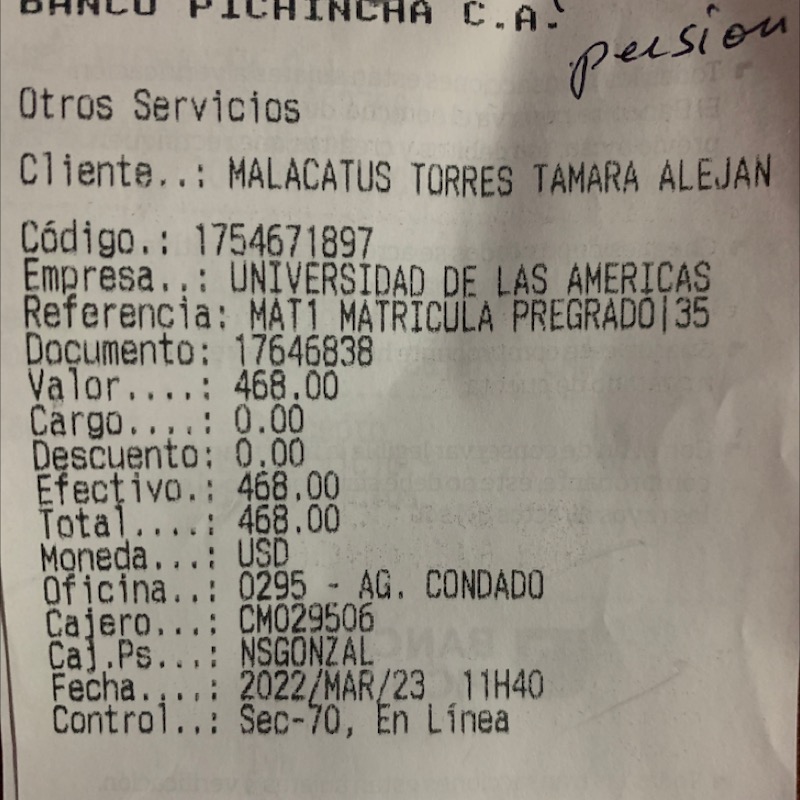 BANCO PICHINCHA C.A.
pension
Otros Servicios
Cliente..: MALACATUS TORRES TAMARA ALEJAN
Código.: 1754671897
Empresa..: UNIVERSIDAD DE LAS AMERICAS
Referencia: MAT1 MATRICULA PREGRADO|35
Documento: 17646838
Valor....: 468.00
Cargo....: 0.00
Descuento: 0.00
Efectivo.: 468.00
Total....: 468.00
Moneda...: USD
Oficina..: 0295 - AG. CONDADO
Cajero...: CM029506
Caj.Ps...: NSGONZAL
Fecha....: 2022/MAR/23 11H40
Control..: Sec-70, En Línea